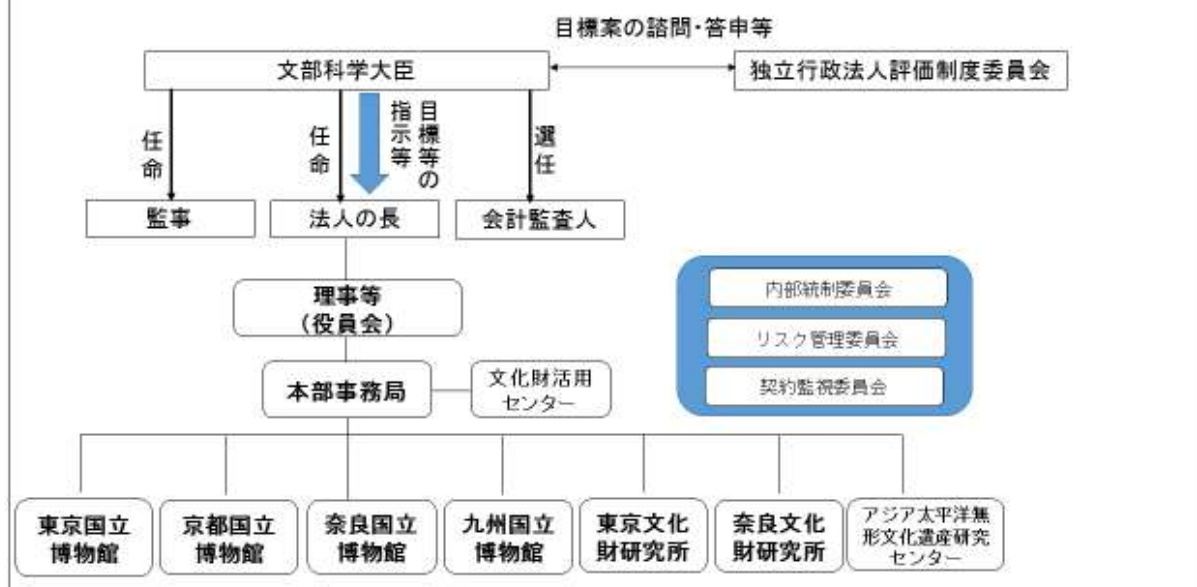 目標案の諮問・答申等
文部科学大臣
独立行政法人評価制度委員会
任命
任命
目標等の
指示等
選任
監事
法人の長
会計監査人
理事等
（役員会）
内部統制委員会
リスク管理委員会
契約監視委員会
本部事務局
文化財活用
センター
東京国立
博物館
京都国立
博物館
奈良国立
博物館
九州国立
博物館
東京文化
財研究所
奈良文化
財研究所
アジア太平洋無
形文化遺産研究
センター